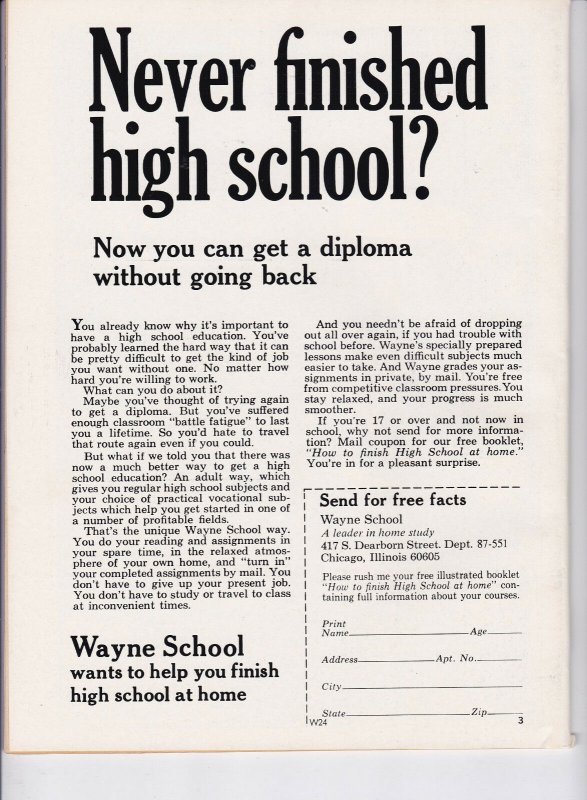 Never finished
high school?
Now you can get a diploma
without going back
You already know why it's important to
have a high school education. You've
probably learned the hard way that it can
be pretty difficult to get the kind of job
you want without one. No matter how
hard you're willing to work.
What can you do about it?
Maybe you've thought of trying again
to get a diploma. But you've suffered
enough classroom "battle fatigue" to last
you a lifetime. So you'd hate to travel
that route again even if you could.
But what if we told you that there was
now a much better way to get a high
school education? An adult way, which
gives you regular high school subjects and
your choice of practical vocational sub-
jects which help you get started in one of
a number of profitable fields.
That's the unique Wayne School way.
You do your reading and assignments in
your spare time, in the relaxed atmos-
phere of your own home, and "turn in"
your completed assignments by mail. You
don't have to give up your present job.
You don't have to study or travel to class
at inconvenient times.
Wayne School
wants to help you finish
high school at home
And you needn't be afraid of dropping
out all over again, if you had trouble with
school before. Wayne's specially prepared
lessons make even difficult subjects much
easier to take. And Wayne grades your as-
signments in private, by mail. You're free
from competitive classroom pressures. You
stay relaxed, and your progress is much
smoother.
If you're 17 or over and not now in
school, why not send for more informa-
tion? Mail coupon for our free booklet,
"How to finish High School at home."
You're in for a pleasant surprise.
Send for free facts
Wayne School
A leader in home study
417 S. Dearborn Street. Dept. 87-551
Chicago, Illinois 60605
Please rush me your free illustrated booklet
"How to finish High School at home" con-
taining full information about your courses.
Print
Name Age
Address Apt. No.
City
State Zip
W24 3